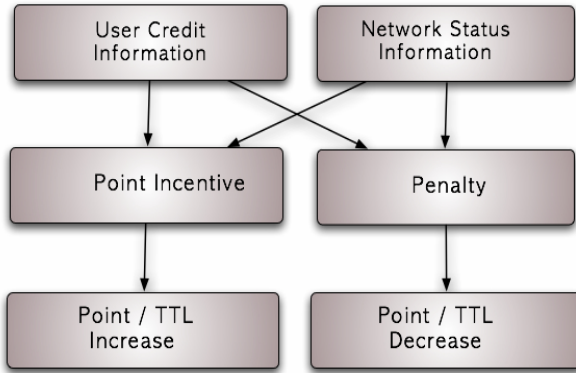 User Credit
Information
Network Status
Information
Point Incentive
Penalty
Point / TTL
Increase
Point / TTL
Decrease